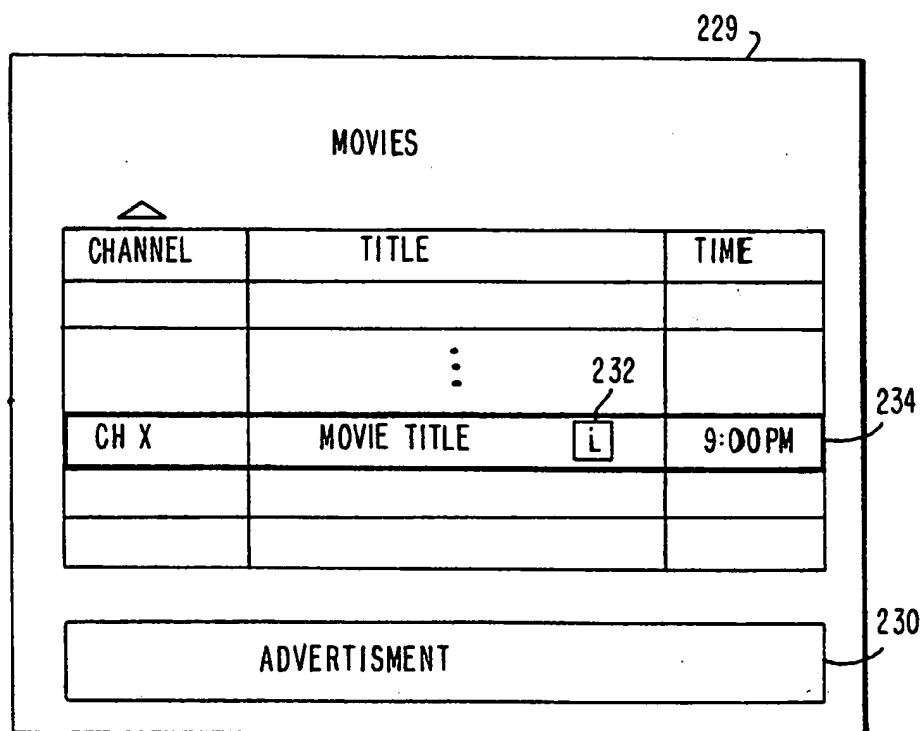 229
MOVIES
CHANNEL TITLE TIME
232
234
CH X MOVIE TITLE i 9:00PM
230
ADVERTISMENT